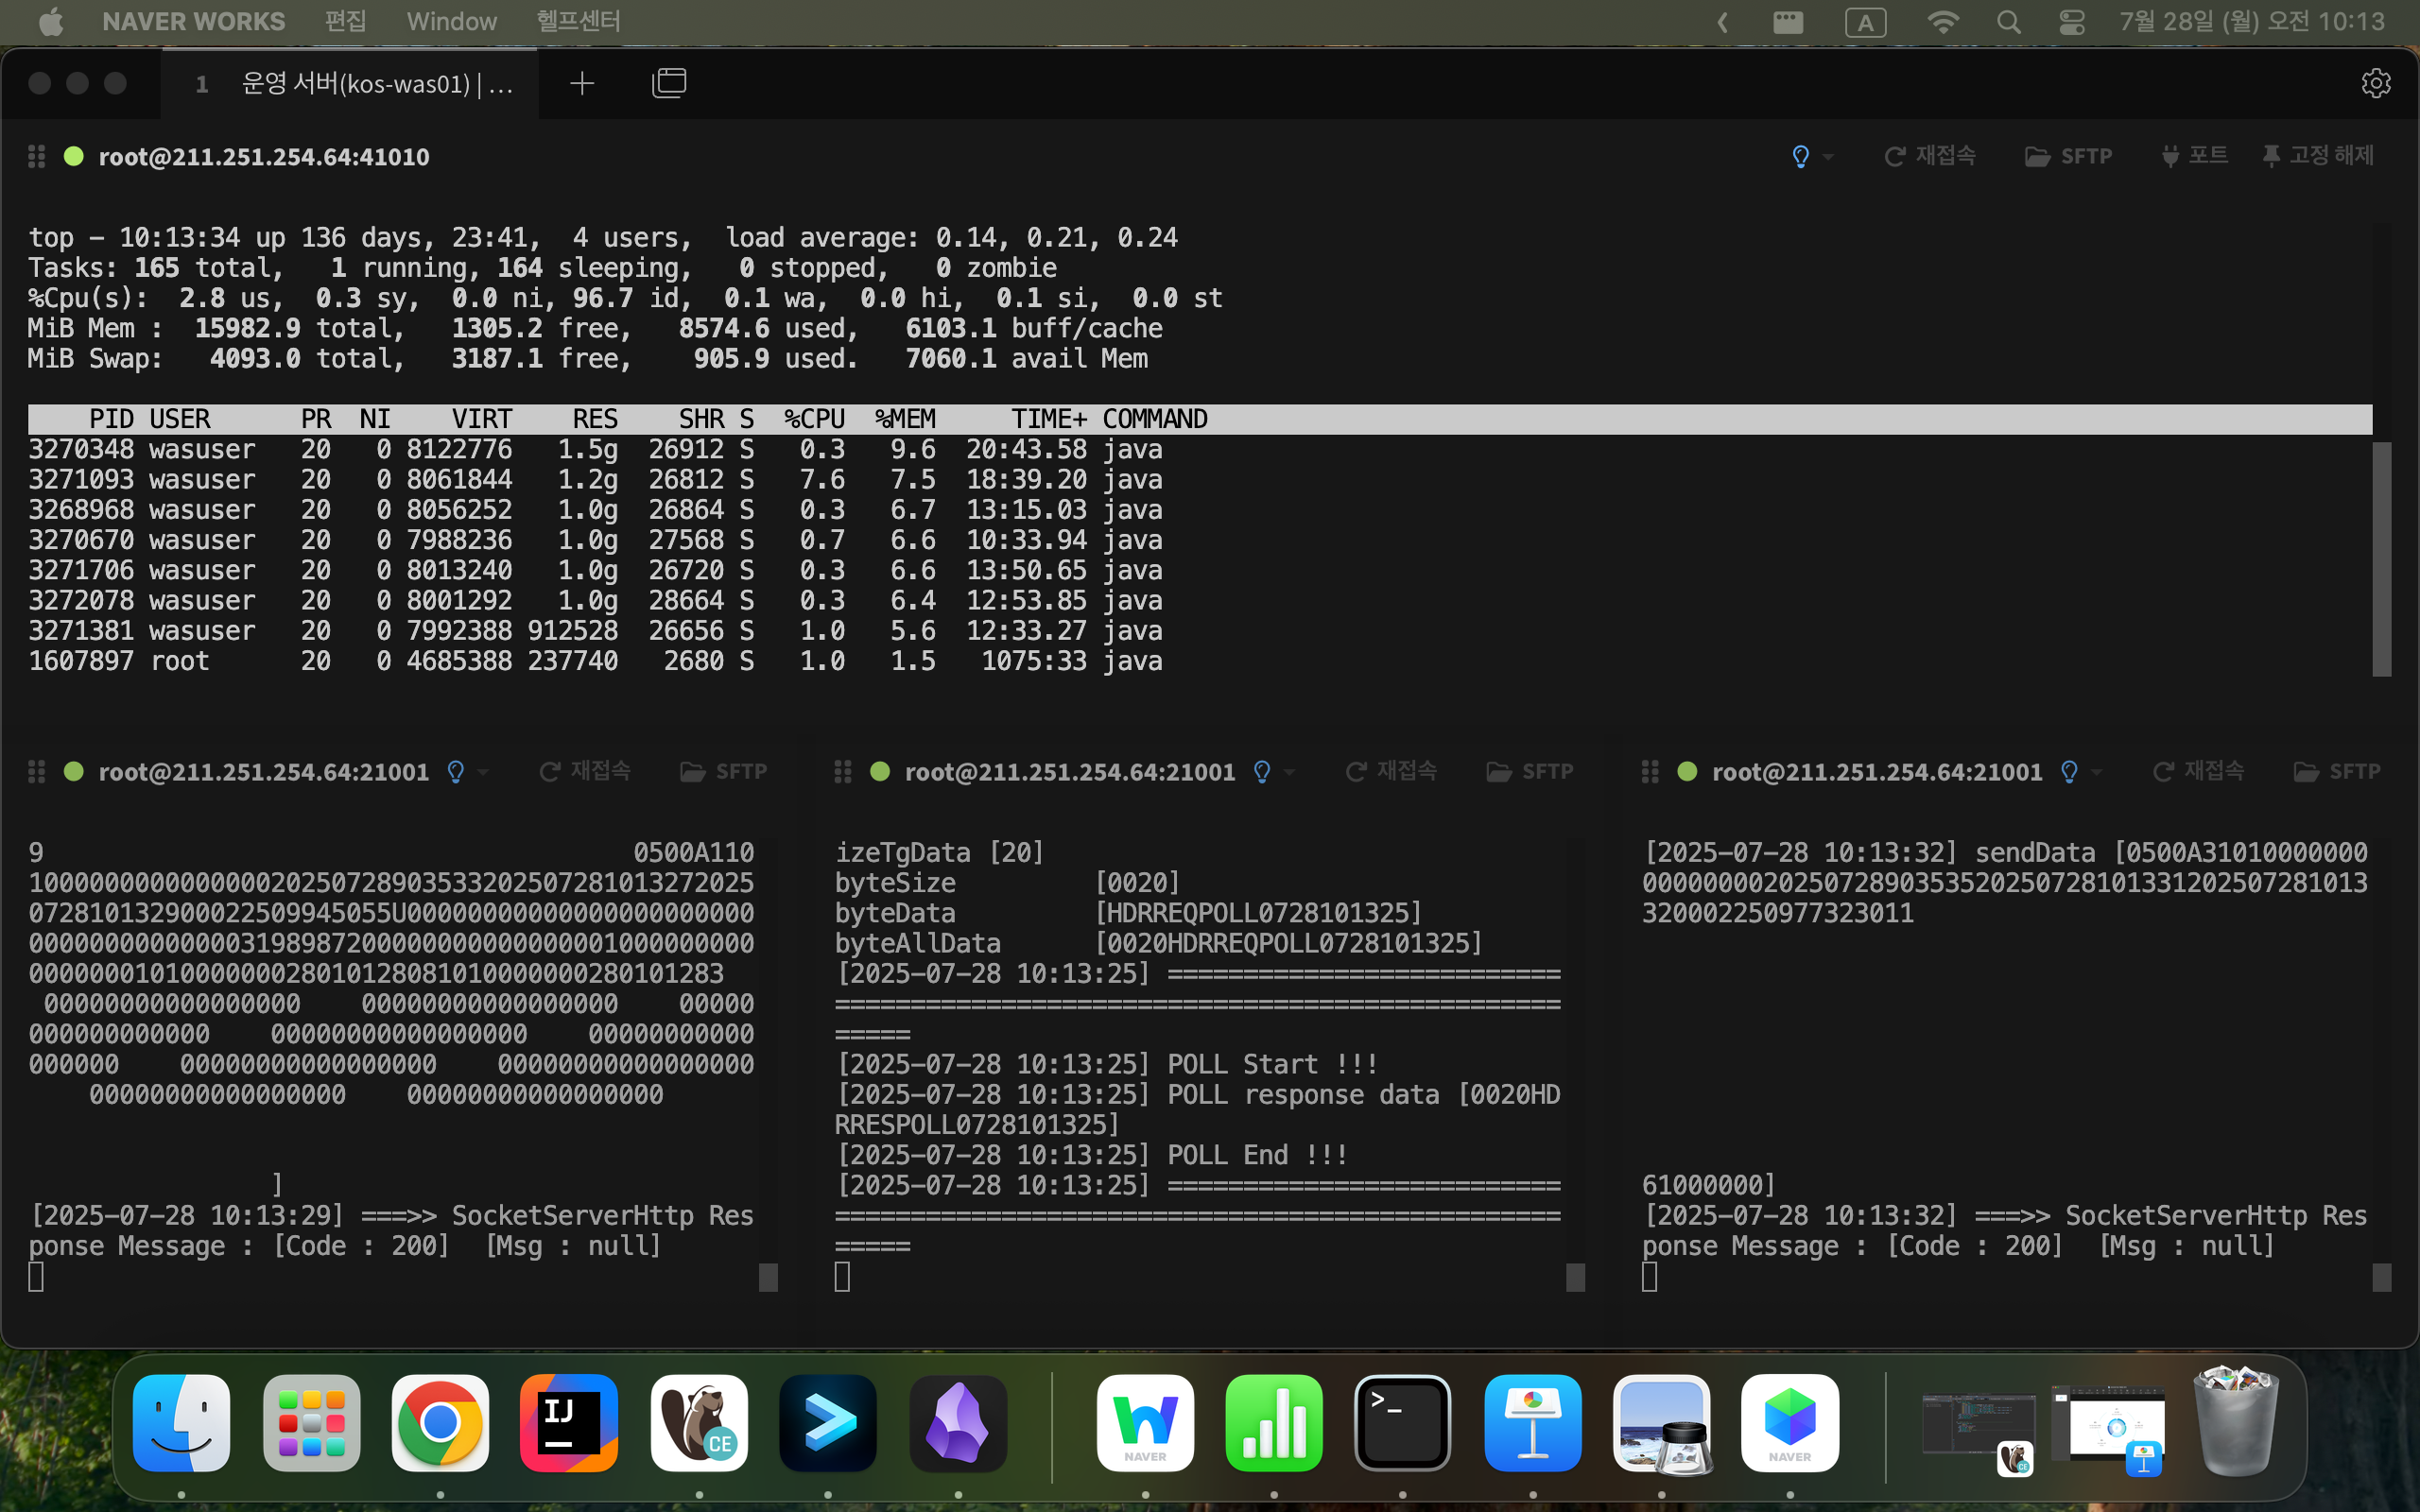 NAVER WORKS 편집 Window 헬프센터 A 7월 28일 (월) 오전 10:13
1 운영 서버(kos-was01) | ...
root@211.251.254.64:41010 재접속 SFTP 포트 고정 해제
top - 10:13:34 up 136 days, 23:41, 4 users, load average: 0.14, 0.21, 0.24
Tasks: 165 total, 1 running, 164 sleeping, 0 stopped, 0 zombie
%Cpu(s): 2.8 us, 0.3 sy, 0.0 ni, 96.7 id, 0.1 wa, 0.0 hi, 0.1 si, 0.0 st
MiB Mem : 15982.9 total, 1305.2 free, 8574.6 used, 6103.1 buff/cache
MiB Swap: 4093.0 total, 3187.1 free, 905.9 used. 7060.1 avail Mem
PID USER PR NI VIRT RES SHR S %CPU %MEM TIME+ COMMAND
3270348 wasuser 20 0 8122776 1.5g 26912 S 0.3 9.6 20:43.58 java
3271093 wasuser 20 0 8061844 1.2g 26812 S 7.6 7.5 18:39.20 java
3268968 wasuser 20 0 8056252 1.0g 26864 S 0.3 6.7 13:15.03 java
3270670 wasuser 20 0 7988236 1.0g 27568 S 0.7 6.6 10:33.94 java
3271706 wasuser 20 0 8013240 1.0g 26720 S 0.3 6.6 13:50.65 java
3272078 wasuser 20 0 8001292 1.0g 28664 S 0.3 6.4 12:53.85 java
3271381 wasuser 20 0 7992388 912528 26656 S 1.0 5.6 12:33.27 java
1607897 root 20 0 4685388 237740 2680 S 1.0 1.5 1075:33 java
root@211.251.254.64:21001 재접속 SFTP
9 0500A110
100000000000000002025072890353320250728101327​2025
07281013290002250994505​5U00000000000000000000000
000000000000003198987200000000000000001000000000
0000000101000000028010128081010000000280101283
00000000000000000 00000000000000000 00000
000000000000 00000000000000000 00000000000
000000 00000000000000000 00000000000000000
00000000000000000 00000000000000000
]
[2025-07-28 10:13:29] ===>> SocketServerHttp Res
ponse Message : [Code : 200] [Msg : null]
root@211.251.254.64:21001 재접속 SFTP
izeTgData [20]
byteSize [0020]
byteData [HDRREQPOLL0728101325]
byteAllData [0020HDRREQPOLL0728101325]
[2025-07-28 10:13:25] ==========================
================================================
=====
[2025-07-28 10:13:25] POLL Start !!!
[2025-07-28 10:13:25] POLL response data [0020HD
RRESPOLL0728101325]
[2025-07-28 10:13:25] POLL End !!!
[2025-07-28 10:13:25] ==========================
================================================
=====
root@211.251.254.64:21001 재접속 SFTP
[2025-07-28 10:13:32] sendData [0500A31010000000
000000002025072890353520250728101331202507281013
320002250977323011
61000000]
[2025-07-28 10:13:32] ===>> SocketServerHttp Res
ponse Message : [Code : 200] [Msg : null]
IJ
CE
NAVER
>_
NAVER
CE